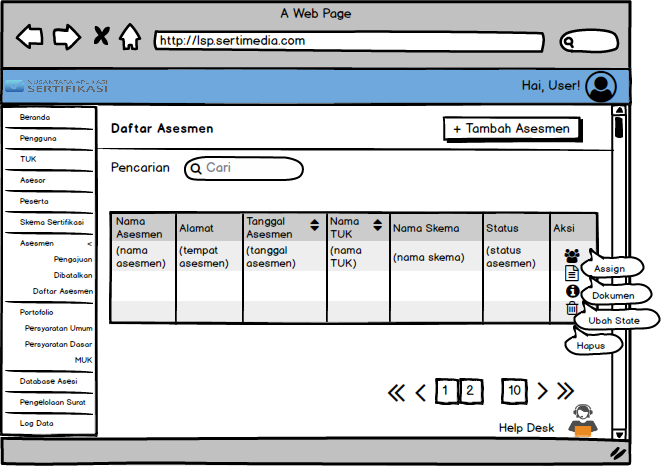 A Web Page
http://lsp.sertimedia.com
NUSANTARA APLIKASI
SERTIFIKASI
Hai, User!
Beranda
Pengguna
TUK
Asesor
Peserta
Skema Sertifikasi
Asesmen <
Pengajuan
Dibatalkan
Daftar Asesmen
Portofolio
Persyaratan Umum
Persyaratan Dasar
MUK
Database Asesi
Pengelolaan Surat
Log Data
Daftar Asesmen
+ Tambah Asesmen
Pencarian
Cari
Nama Asesmen
Alamat
Tanggal Asesmen
Nama TUK
Nama Skema
Status
Aksi
(nama asesmen)
(tempat asesmen)
(tanggal asesmen)
(nama TUK)
(nama skema)
(status asesmen)
Assign
Dokumen
Ubah State
Hapus
1 2 10
Help Desk